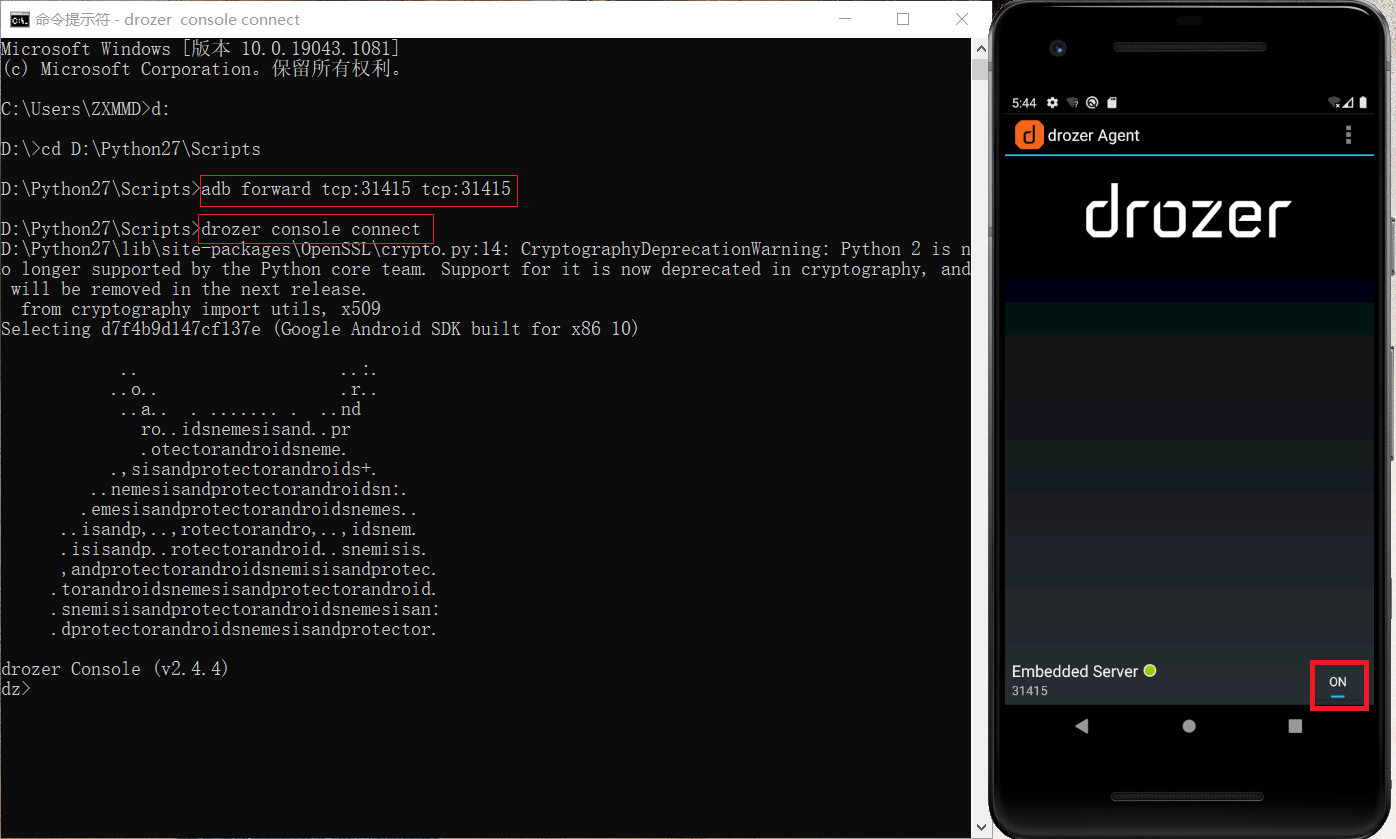 命令提示符 - drozer  console connect
Microsoft Windows [版本 10.0.19043.1081]
(c) Microsoft Corporation。保留所有权利。
C:\Users\ZXMMD>d:
D:\>cd D:\Python27\Scripts
D:\Python27\Scripts>adb forward tcp:31415 tcp:31415
D:\Python27\Scripts>drozer console connect
D:\Python27\lib\site-packages\OpenSSL\crypto.py:14: CryptographyDeprecationWarning: Python 2 is n
o longer supported by the Python core team. Support for it is now deprecated in cryptography, and
 will be removed in the next release.
  from cryptography import utils, x509
Selecting d7f4b9d147cf137e (Google Android SDK built for x86 10)
            ..                    ..:.
           ..o..                  .r..
            ..a..  . ....... .  ..nd
              ro..idsnemesisand..pr
              .otectorandroidsneme.
           .,sisandprotectorandroids+.
         ..nemesisandprotectorandroidsn:.
        .emesisandprotectorandroidsnemes..
      ..isandp,..,rotectorandro,..,idsnem.
      .isisandp..rotectorandroid..snemisis.
      ,andprotectorandroidsnemisisandprotec.
     .torandroidsnemesisandprotectorandroid.
     .snemisisandprotectorandroidsnemesisan:
     .dprotectorandroidsnemesisandprotector.
drozer Console (v2.4.4)
dz>
5:44
d drozer Agent
drozer
Embedded Server
31415
ON